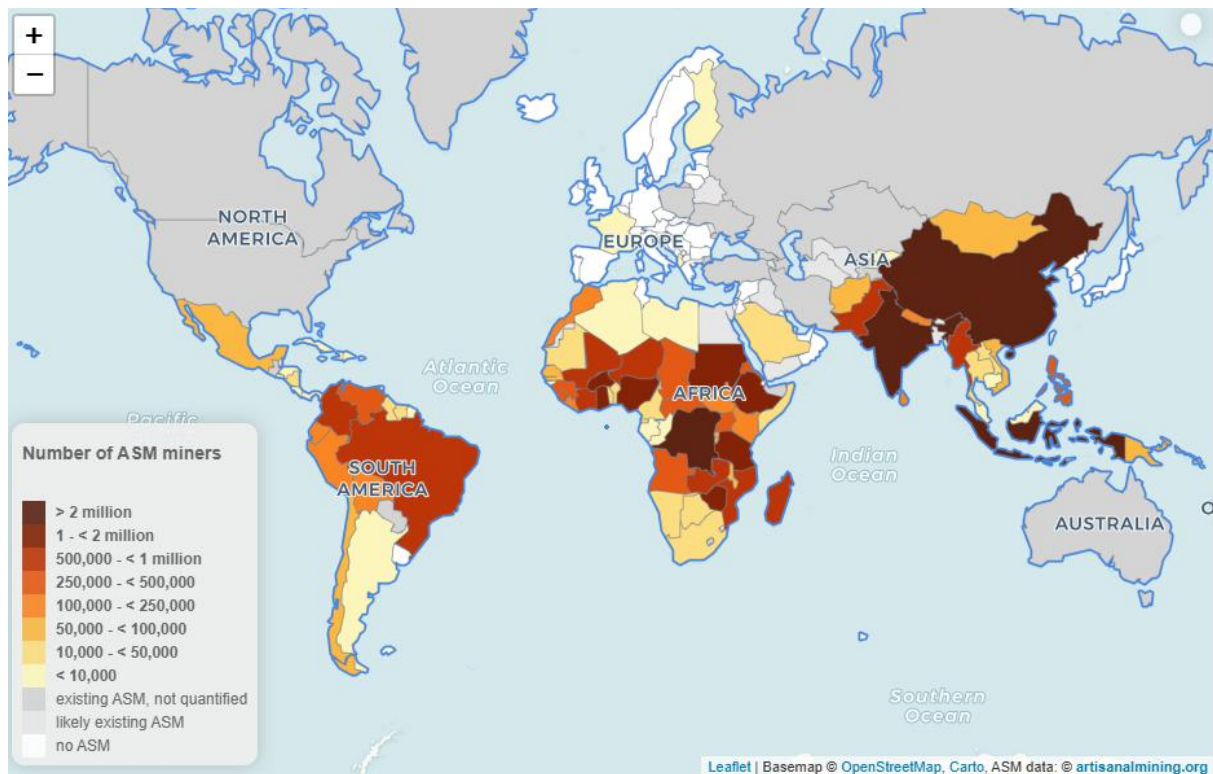 +
−
NORTH
AMERICA
EUROPE
ASIA
Atlantic
Ocean
AFRICA
Pacific
SOUTH
AMERICA
Indian
Ocean
AUSTRALIA
O
Southern
Ocean
Number of ASM miners
> 2 million
1 - < 2 million
500,000 - < 1 million
250,000 - < 500,000
100,000 - < 250,000
50,000 - < 100,000
10,000 - < 50,000
< 10,000
existing ASM, not quantified
likely existing ASM
no ASM
Leaflet | Basemap © OpenStreetMap, Carto, ASM data: © artisanalmining.org